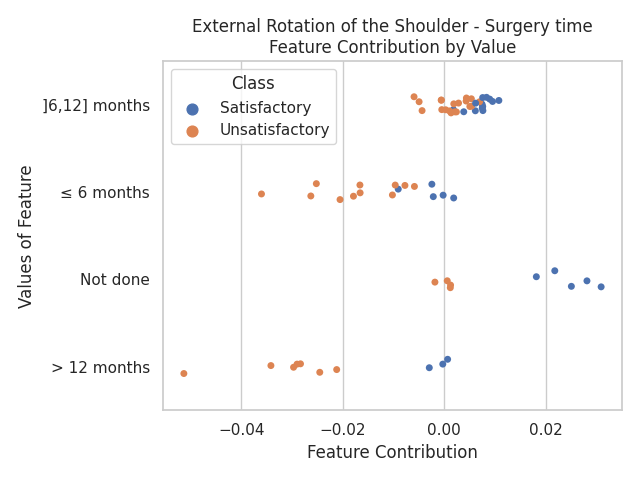 External Rotation of the Shoulder - Surgery time
Feature Contribution by Value
Class
Satisfactory
Unsatisfactory
Values of Feature
]6,12] months
≤ 6 months
Not done
> 12 months
−0.04
−0.02
0.00
0.02
Feature Contribution